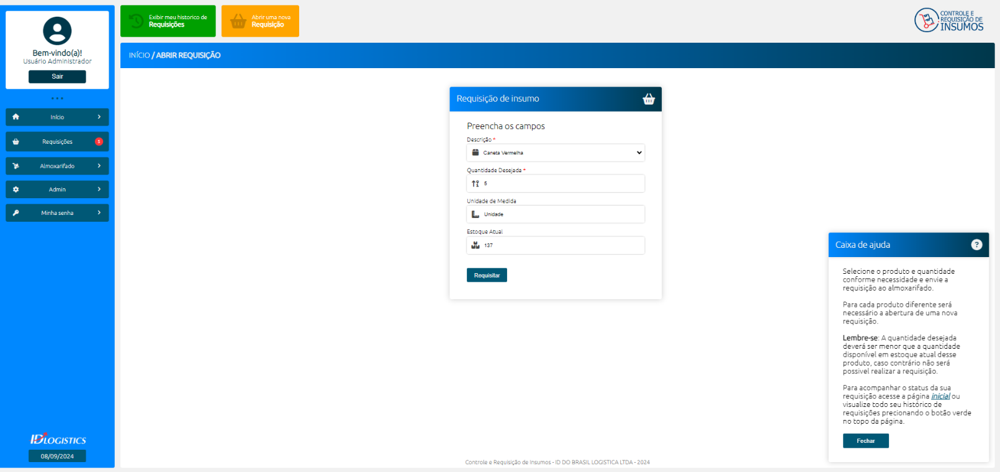 Bem-vindo(a)!
Usuário Administrador
Sair
Início
Requisições
5
Almoxarifado
Admin
Minha senha
IDLOGISTICS
08/09/2024
Exibir meu historico de
Requisições
Abrir uma nova
Requisição
CONTROLE E
REQUISIÇÃO DE
INSUMOS
INÍCIO / ABRIR REQUISIÇÃO
Requisição de insumo
Preencha os campos
Descrição *
Caneta Vermelha
Quantidade Desejada *
5
Unidade de Medida
Unidade
Estoque Atual
137
Requisitar
Caixa de ajuda
?
Selecione o produto e quantidade
conforme necessidade e envie a
requisição ao almoxarifado.
Para cada produto diferente será
necessário a abertura de uma nova
requisição.
Lembre-se: A quantidade desejada
deverá ser menor que a quantidade
disponível em estoque atual desse
produto, caso contrário não será
possivel realizar a requisição.
Para acompanhar o status da sua
requisição acesse a página inicial ou
visualize todo seu histórico de
requisições precionando o botão verde
no topo da página.
Fechar
Controle e Requisição de Insumos - ID DO BRASIL LOGISTICA LTDA - 2024